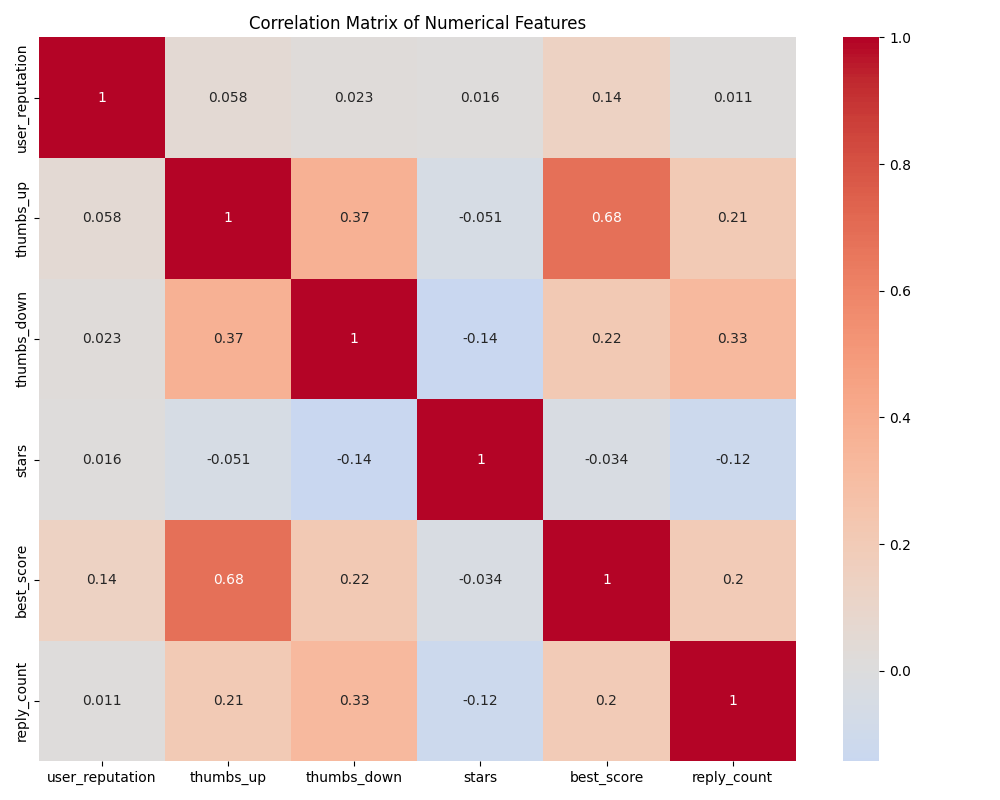 Correlation Matrix of Numerical Features
user_reputation 1 0.058 0.023 0.016 0.14 0.011
thumbs_up 0.058 1 0.37 -0.051 0.68 0.21
thumbs_down 0.023 0.37 1 -0.14 0.22 0.33
stars 0.016 -0.051 -0.14 1 -0.034 -0.12
best_score 0.14 0.68 0.22 -0.034 1 0.2
reply_count 0.011 0.21 0.33 -0.12 0.2 1
user_reputation thumbs_up thumbs_down stars best_score reply_count
1.0
0.8
0.6
0.4
0.2
0.0